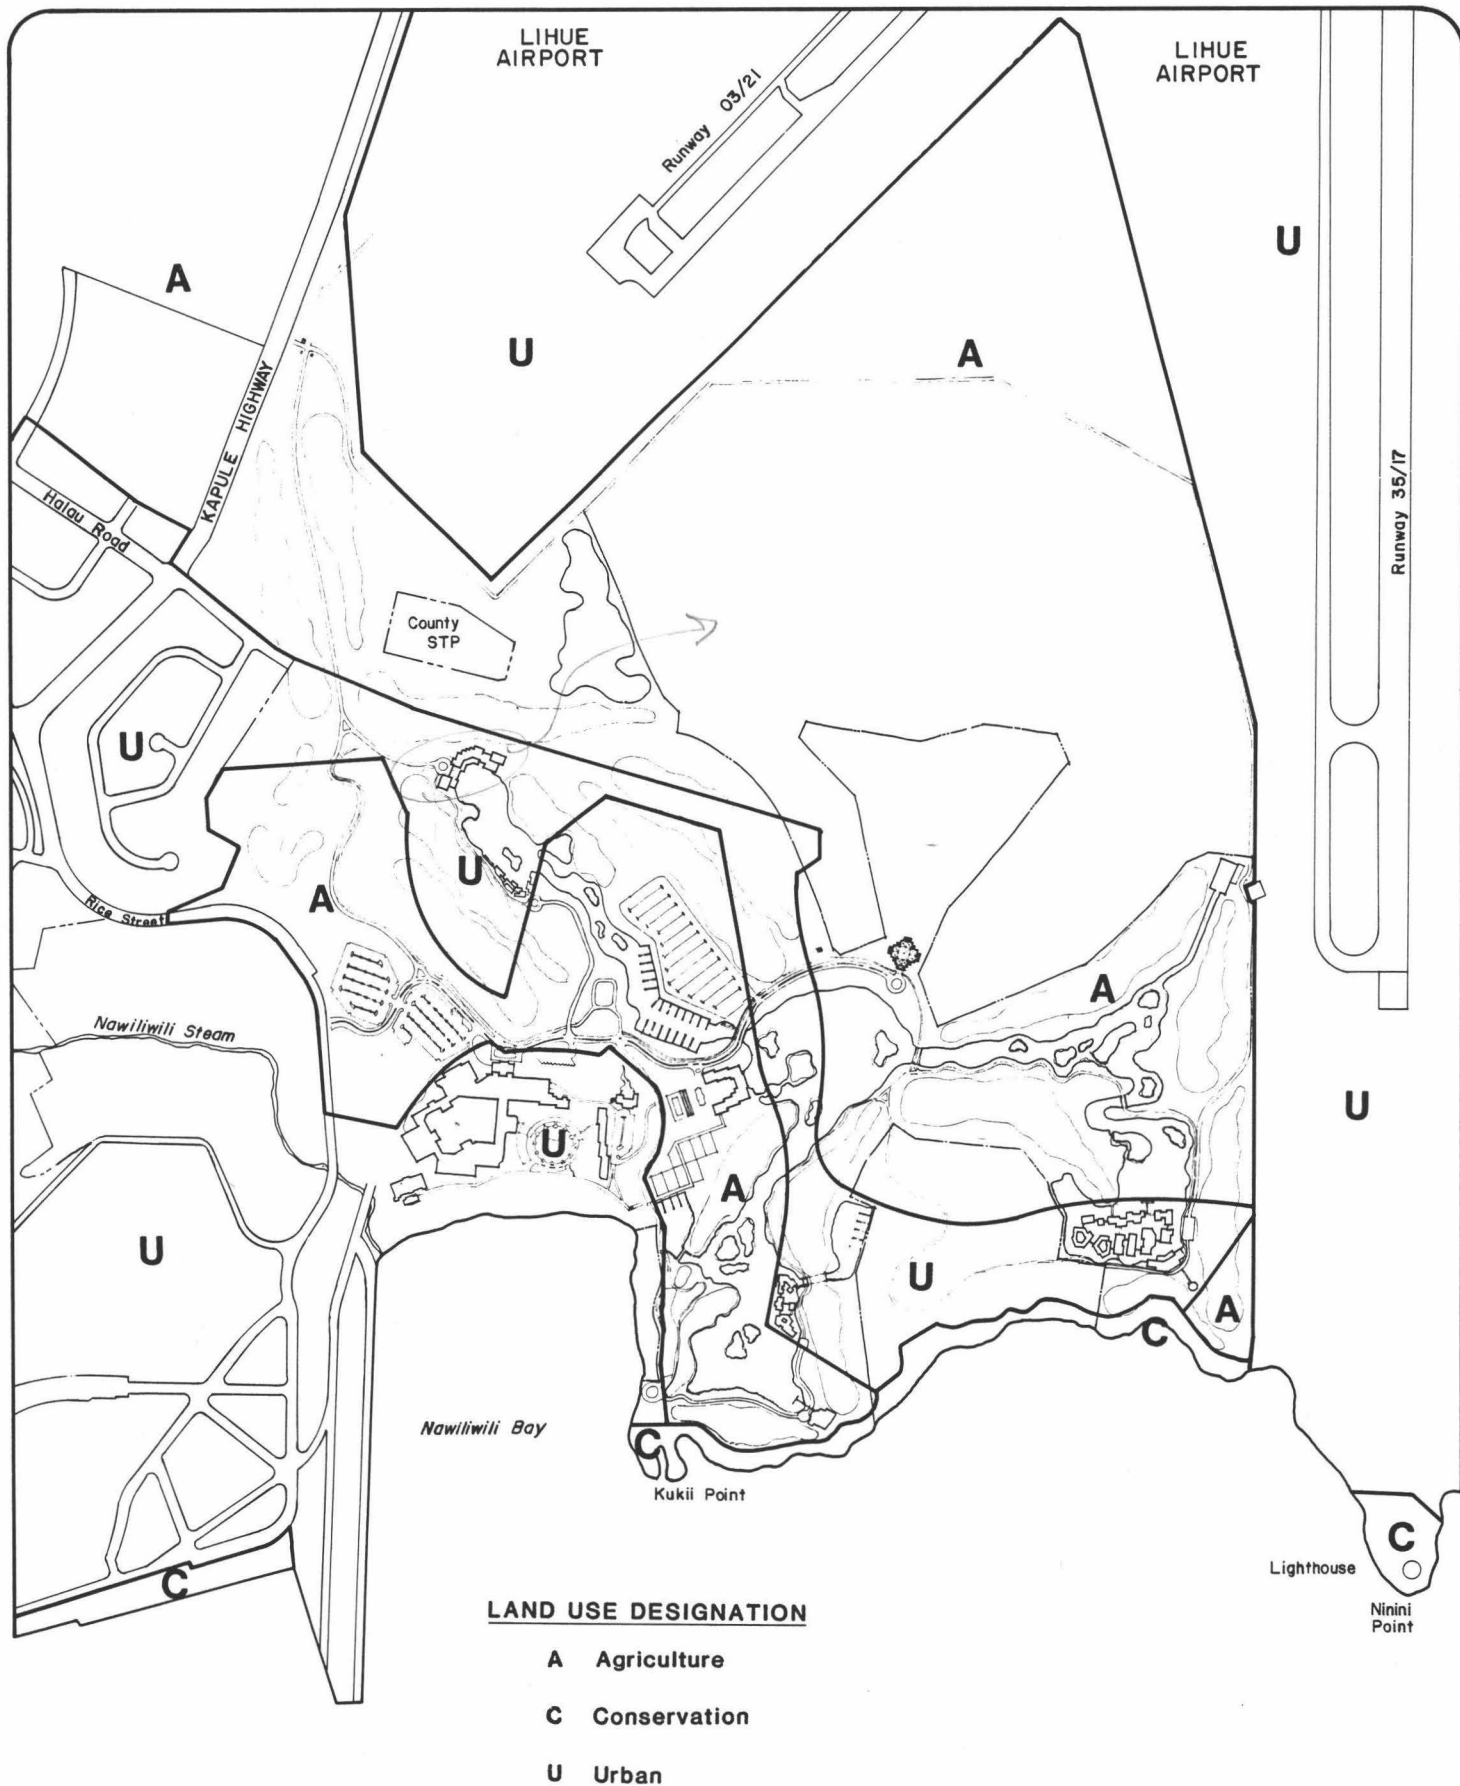 LIHUE
AIRPORT
LIHUE
AIRPORT
Runway 03/21
U
A
U
A
KAPULE HIGHWAY
Halau Road
Runway 35/17
County
STP
U
U
A
Rice Street
A
Nawiliwili Steam
U
U
A
U
U
A
C
Nawiliwili Bay
C
Kukii Point
C
Lighthouse
Ninini
Point
C
LAND USE DESIGNATION
A Agriculture
C Conservation
U Urban